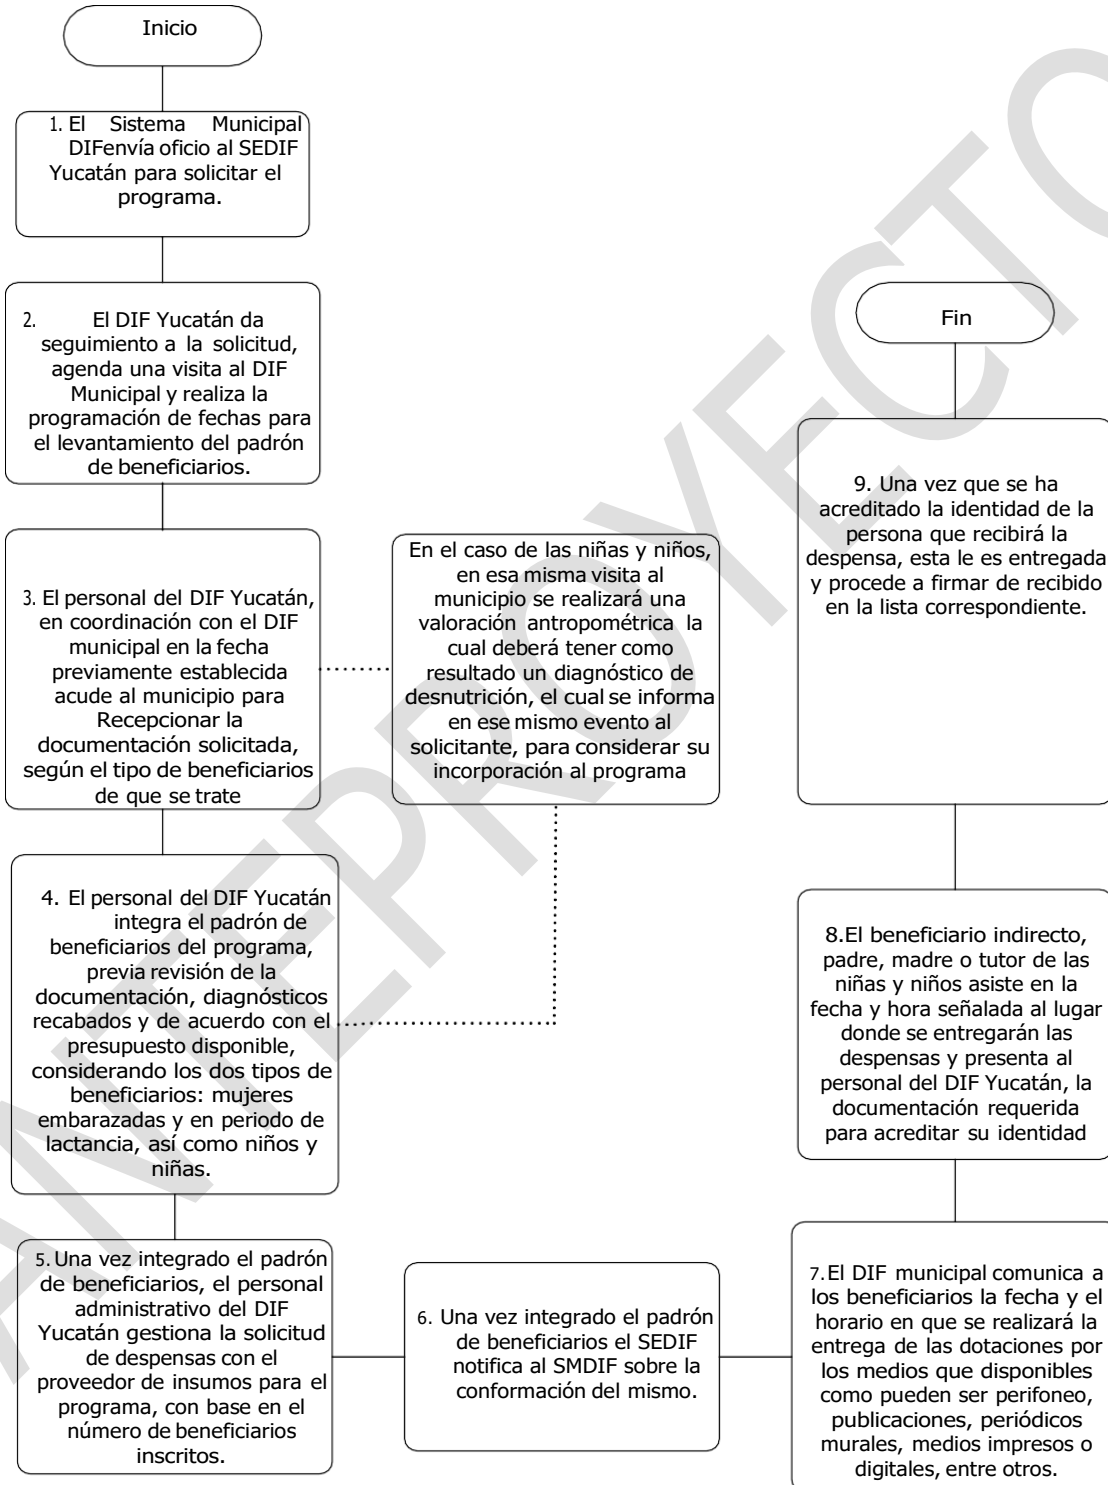 Inicio
1. El Sistema Municipal
DIFenvía oficio al SEDIF
Yucatán para solicitar el
programa.
2. El DIF Yucatán da
seguimiento a la solicitud,
agenda una visita al DIF
Municipal y realiza la
programación de fechas para
el levantamiento del padrón
de beneficiarios.
3. El personal del DIF Yucatán,
en coordinación con el DIF
municipal en la fecha
previamente establecida
acude al municipio para
Recepcionar la
documentación solicitada,
según el tipo de beneficiarios
de que se trate
En el caso de las niñas y niños,
en esa misma visita al
municipio se realizará una
valoración antropométrica la
cual deberá tener como
resultado un diagnóstico de
desnutrición, el cual se informa
en ese mismo evento al
solicitante, para considerar su
incorporación al programa
4. El personal del DIF Yucatán
integra el padrón de
beneficiarios del programa,
previa revisión de la
documentación, diagnósticos
recabados y de acuerdo con el
presupuesto disponible,
considerando los dos tipos de
beneficiarios: mujeres
embarazadas y en periodo de
lactancia, así como niños y
niñas.
5. Una vez integrado el padrón
de beneficiarios, el personal
administrativo del DIF
Yucatán gestiona la solicitud
de despensas con el
proveedor de insumos para el
programa, con base en el
número de beneficiarios
inscritos.
6. Una vez integrado el padrón
de beneficiarios el SEDIF
notifica al SMDIF sobre la
conformación del mismo.
7. El DIF municipal comunica a
los beneficiarios la fecha y el
horario en que se realizará la
entrega de las dotaciones por
los medios que disponibles
como pueden ser perifoneo,
publicaciones, periódicos
murales, medios impresos o
digitales, entre otros.
8.El beneficiario indirecto,
padre, madre o tutor de las
niñas y niños asiste en la
fecha y hora señalada al lugar
donde se entregarán las
despensas y presenta al
personal del DIF Yucatán, la
documentación requerida
para acreditar su identidad
9. Una vez que se ha
acreditado la identidad de la
persona que recibirá la
despensa, esta le es entregada
y procede a firmar de recibido
en la lista correspondiente.
Fin
ANTEPROYECTO